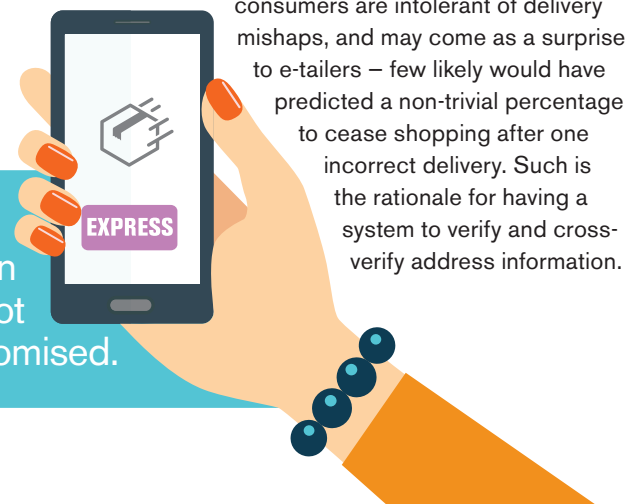 consumers are intolerant of delivery
mishaps, and may come as a surprise
to e-tailers – few likely would have
predicted a non-trivial percentage
to cease shopping after one
incorrect delivery. Such is
the rationale for having a
system to verify and cross-
verify address information.
EXPRESS